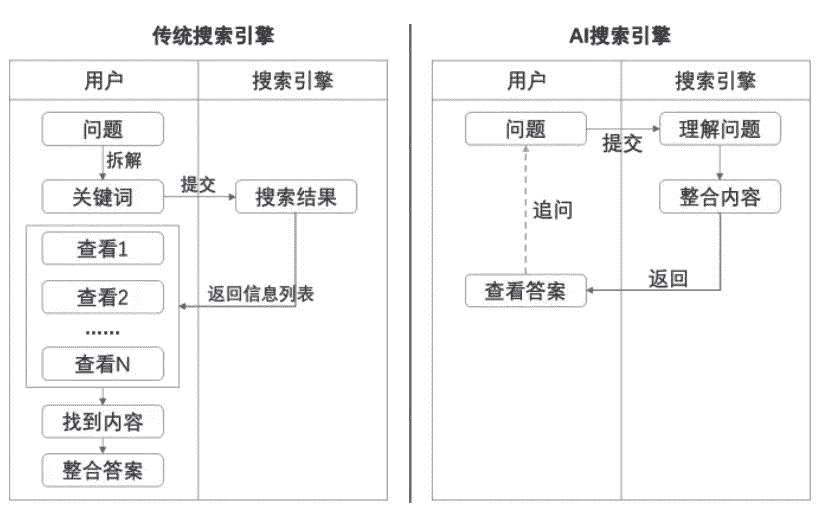 传统搜索引擎
用户
搜索引擎
问题
拆解
关键词
提交
搜索结果
查看1
查看2
返回信息列表
......
查看N
找到内容
整合答案
AI搜索引擎
用户
搜索引擎
问题
提交
理解问题
整合内容
追问
返回
查看答案